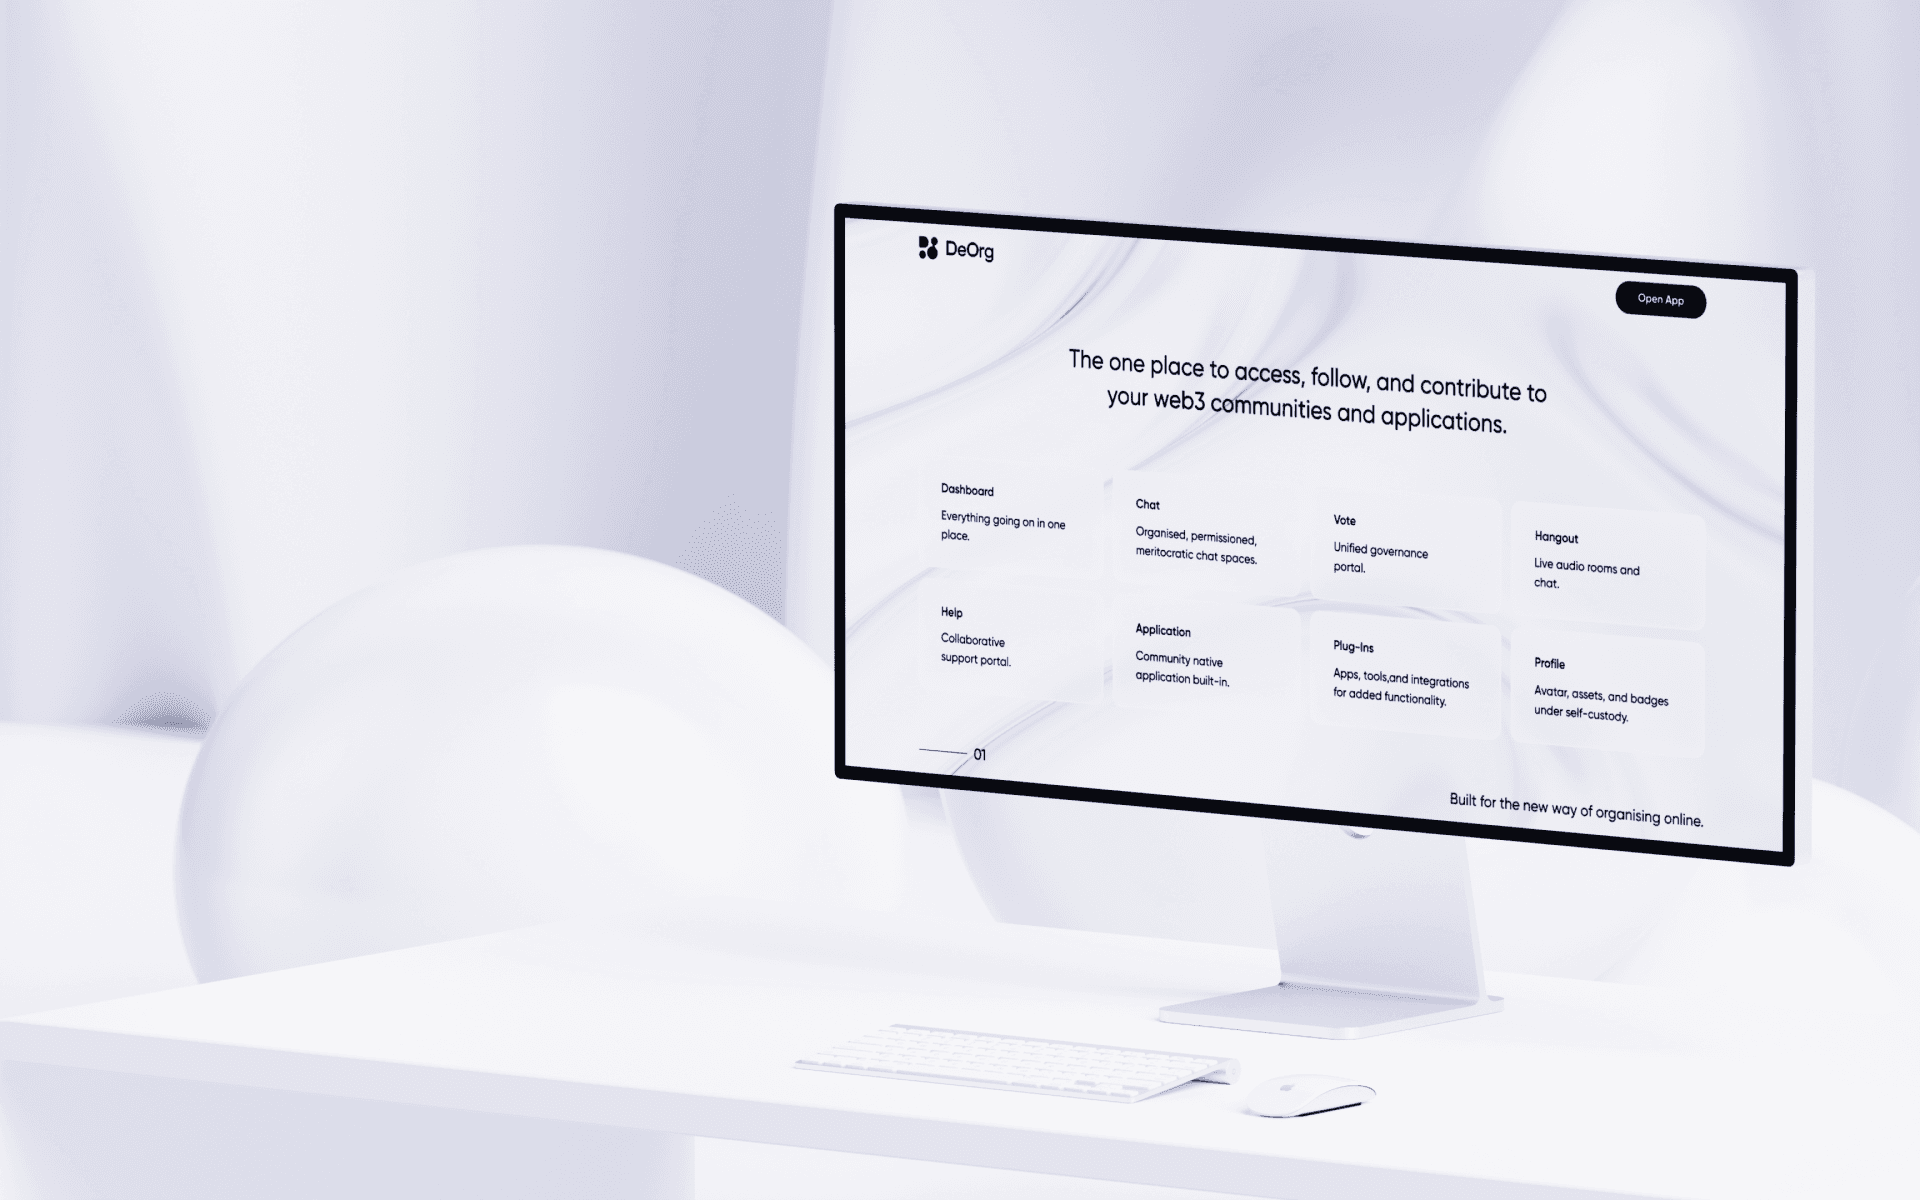 DeOrg
Open App
The one place to access, follow, and contribute to
your web3 communities and applications.
Dashboard
Everything going on in one
place.
Chat
Organised, permissioned,
meritocratic chat spaces.
Vote
Unified governance
portal.
Hangout
Live audio rooms and
chat.
Help
Collaborative
support portal.
Application
Community native
application built-in.
Plug-Ins
Apps, tools,and integrations
for added functionality.
Profile
Avatar, assets, and badges
under self-custody.
01
Built for the new way of organising online.